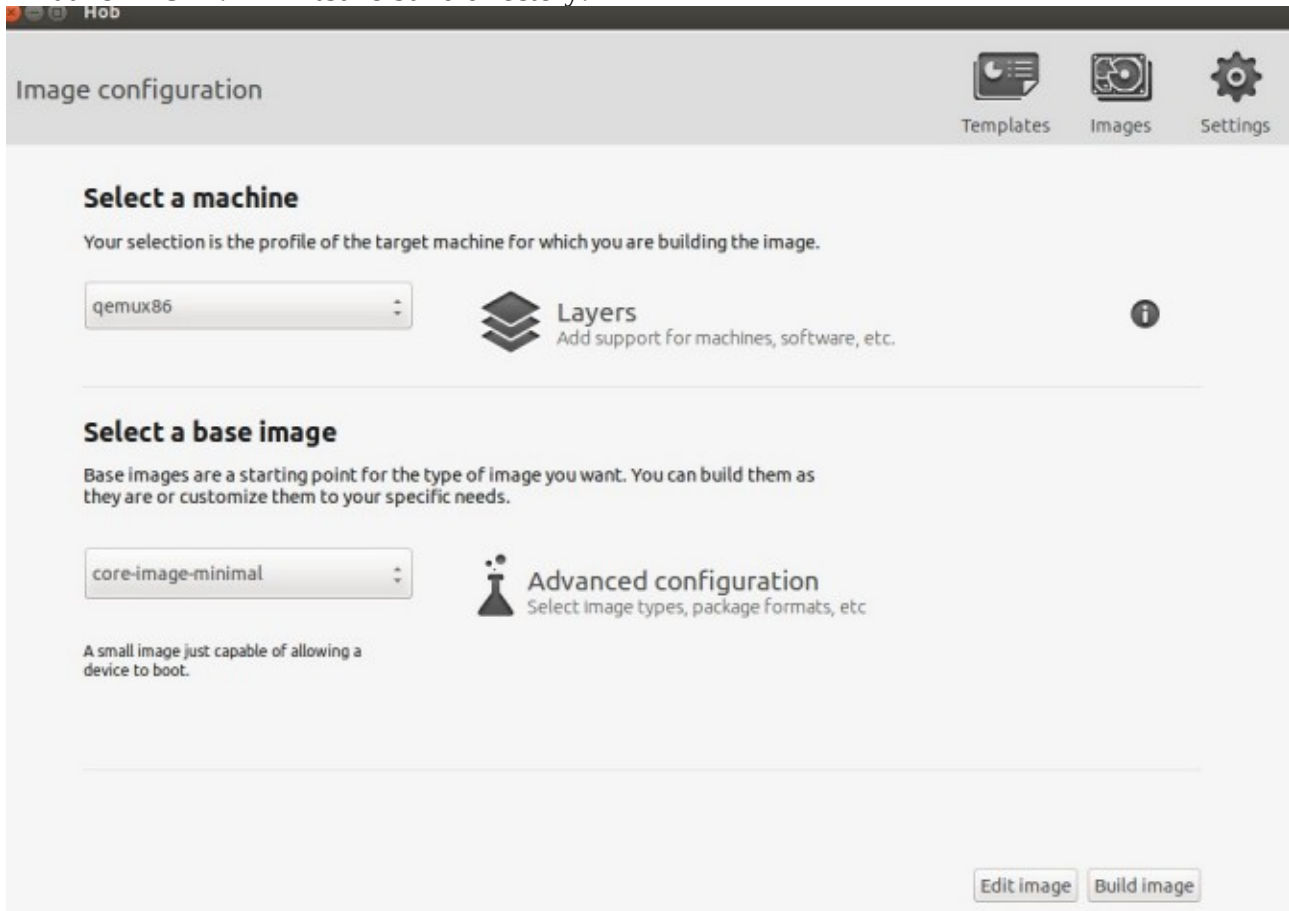 Hob
Image configuration
Templates
Images
Settings
Select a machine
Your selection is the profile of the target machine for which you are building the image.
qemux86
Layers
Add support for machines, software, etc.
Select a base image
Base images are a starting point for the type of image you want. You can build them as
they are or customize them to your specific needs.
core-image-minimal
Advanced configuration
Select image types, package formats, etc
A small image just capable of allowing a
device to boot.
Edit image
Build image